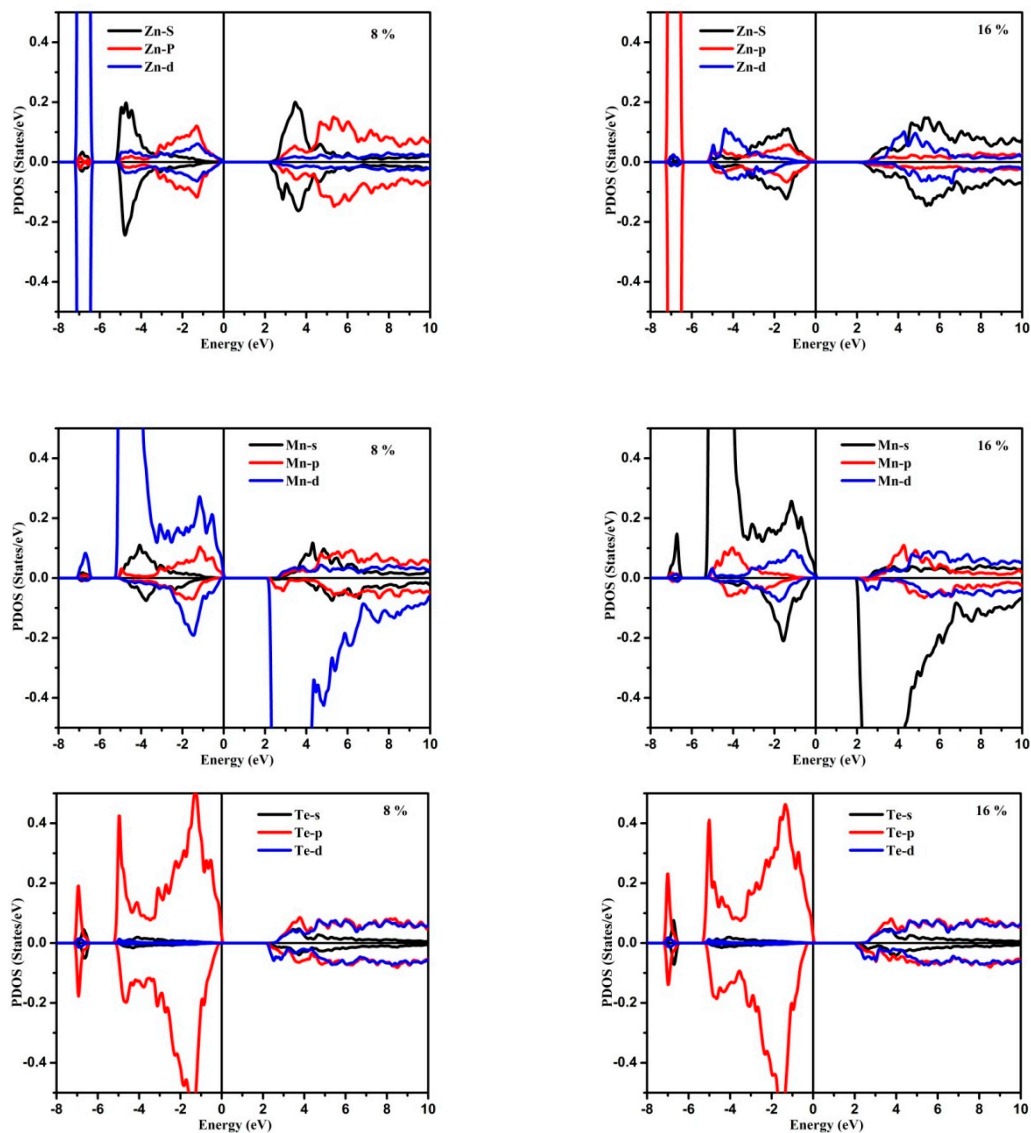 Zn-S
Zn-P
Zn-d
8 %
PDOS (States/eV)
0.4
0.2
0.0
-0.2
-0.4
-8 -6 -4 -2 0 2 4 6 8 10
Energy (eV)
Zn-S
Zn-p
Zn-d
16 %
PDOS (States/eV)
0.4
0.2
0.0
-0.2
-0.4
-8 -6 -4 -2 0 2 4 6 8 10
Energy (eV)
Mn-s
Mn-p
Mn-d
8 %
PDOS (States/eV)
0.4
0.2
0.0
-0.2
-0.4
-8 -6 -4 -2 0 2 4 6 8 10
Energy (eV)
Mn-s
Mn-p
Mn-d
16 %
PDOS (States/eV)
0.4
0.2
0.0
-0.2
-0.4
-8 -6 -4 -2 0 2 4 6 8 10
Energy (eV)
Te-s
Te-p
Te-d
8 %
PDOS (States/eV)
0.4
0.2
0.0
-0.2
-0.4
-8 -6 -4 -2 0 2 4 6 8 10
Energy (eV)
Te-s
Te-p
Te-d
16 %
PDOS (States/eV)
0.4
0.2
0.0
-0.2
-0.4
-8 -6 -4 -2 0 2 4 6 8 10
Energy (eV)